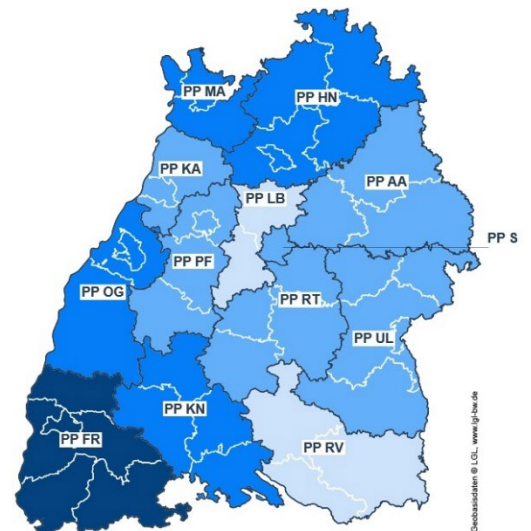 PP MA
PP HN
PP KA
PP AA
PP LB
PP S
PP PF
PP OG
PP RT
PP UL
PP KN
PP FR
PP RV
Geobasisdaten © LGL, www.lgl-bw.de